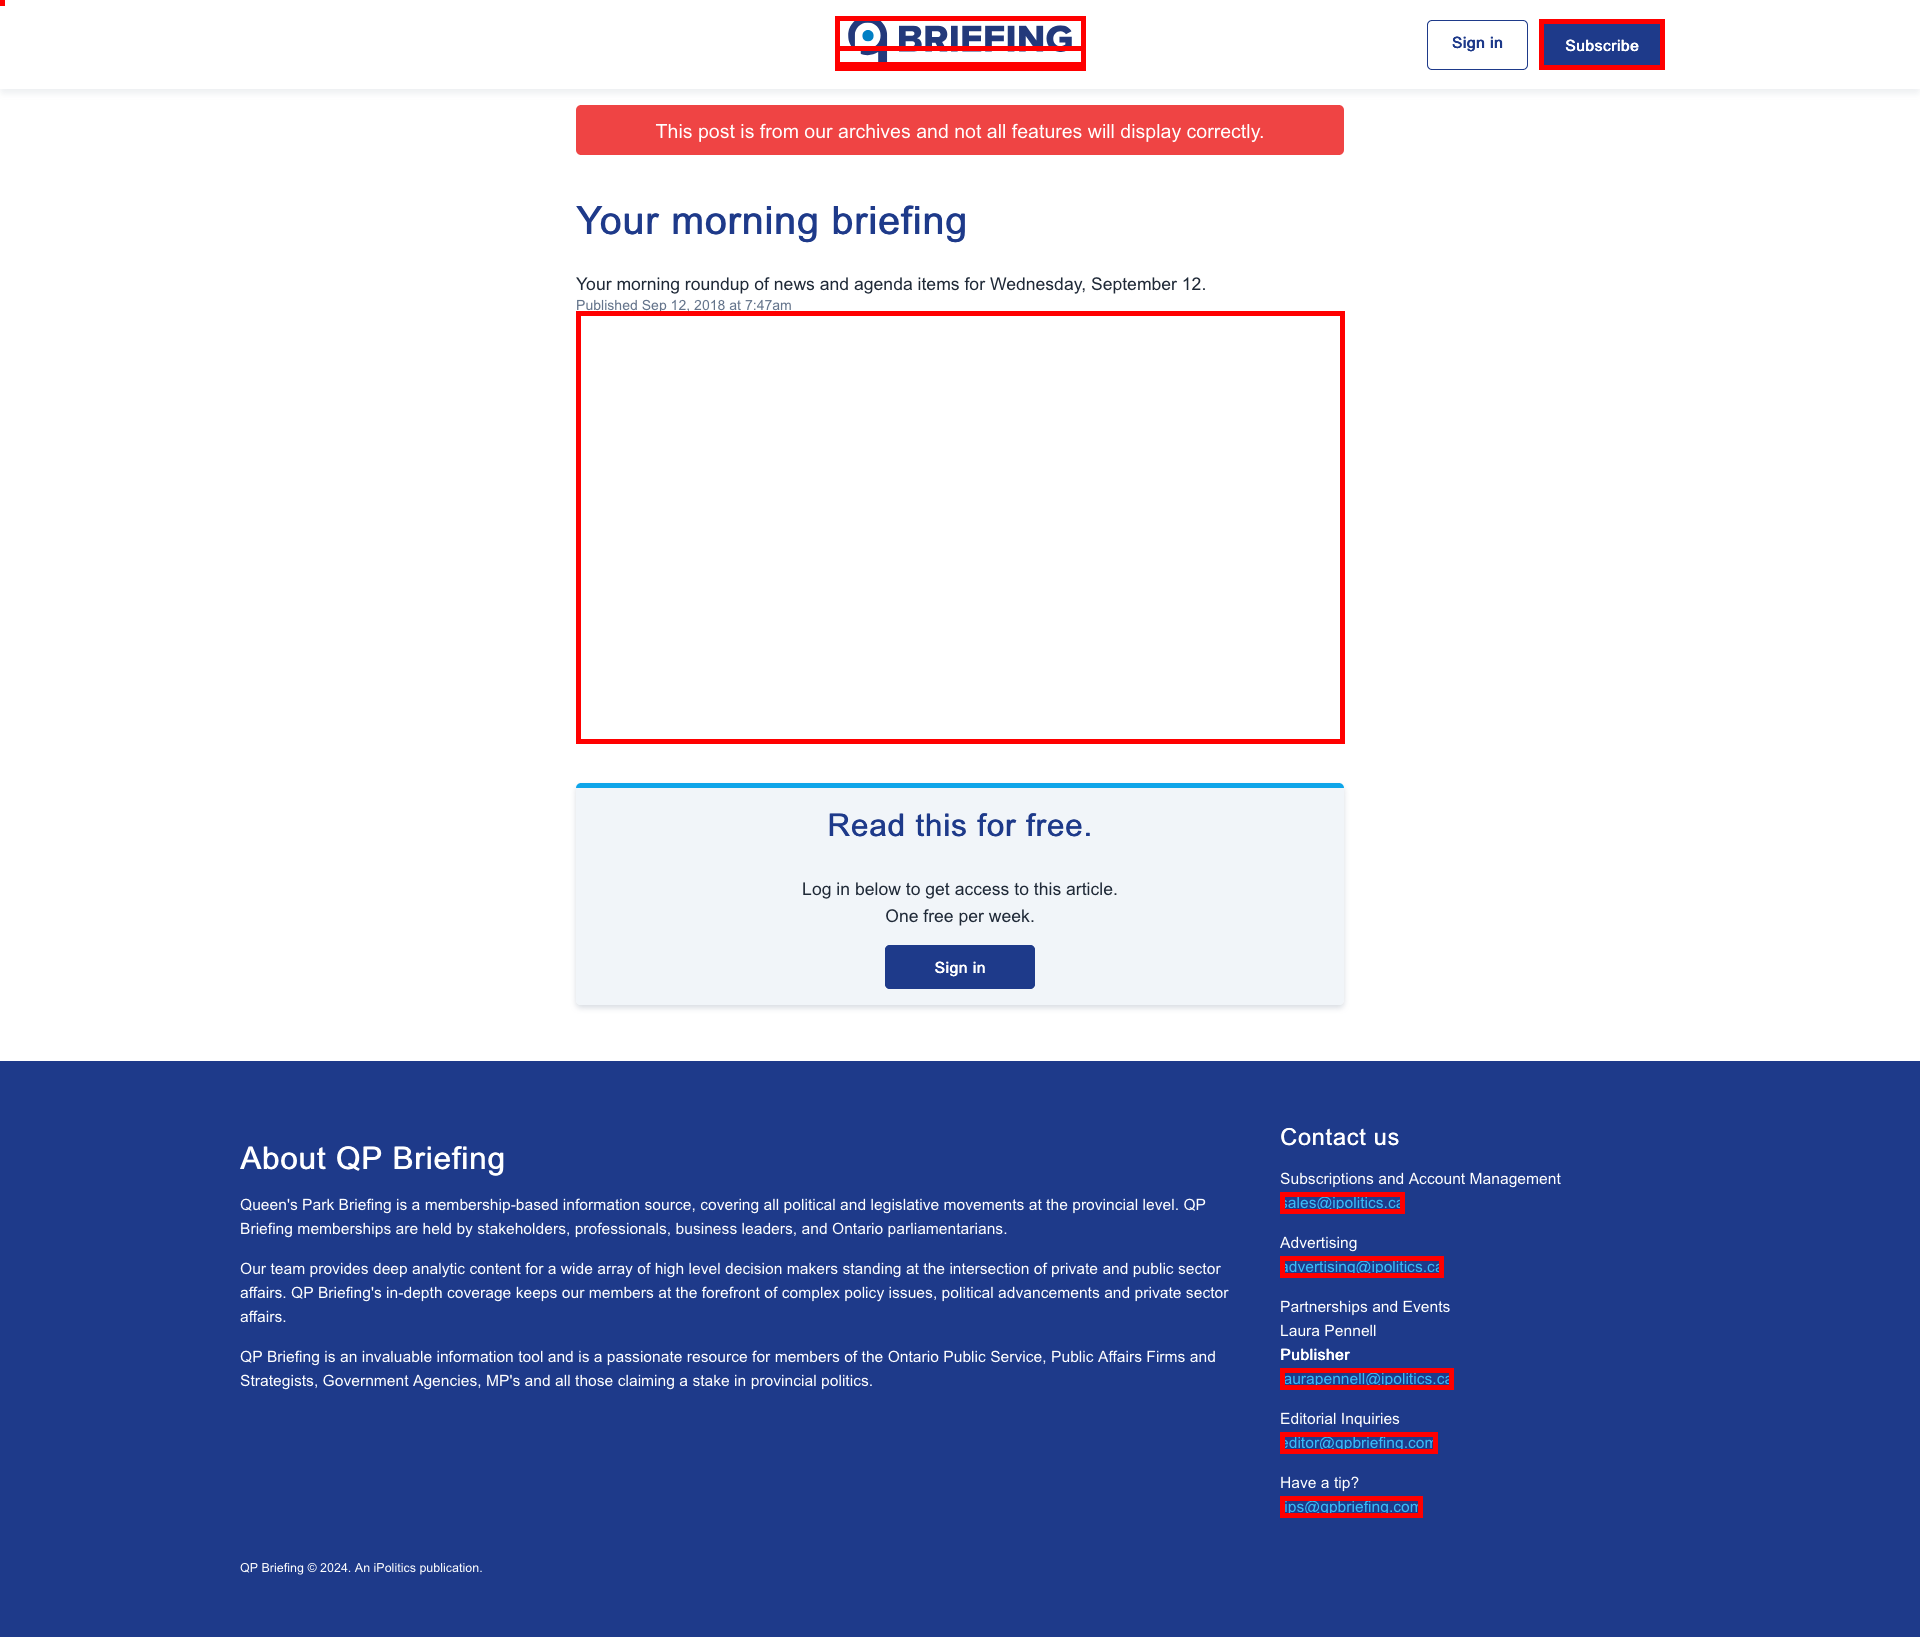 BRIEFING
Sign in
Subscribe
This post is from our archives and not all features will display correctly.
Your morning briefing
Your morning roundup of news and agenda items for Wednesday, September 12.
Published Sep 12, 2018 at 7:47am
Read this for free.
Log in below to get access to this article.
One free per week.
Sign in
About QP Briefing
Queen's Park Briefing is a membership-based information source, covering all political and legislative movements at the provincial level. QP
Briefing memberships are held by stakeholders, professionals, business leaders, and Ontario parliamentarians.
Our team provides deep analytic content for a wide array of high level decision makers standing at the intersection of private and public sector
affairs. QP Briefing's in-depth coverage keeps our members at the forefront of complex policy issues, political advancements and private sector
affairs.
QP Briefing is an invaluable information tool and is a passionate resource for members of the Ontario Public Service, Public Affairs Firms and
Strategists, Government Agencies, MP's and all those claiming a stake in provincial politics.
Contact us
Subscriptions and Account Management
sales@ipolitics.ca
Advertising
advertising@ipolitics.ca
Partnerships and Events
Laura Pennell
Publisher
laurapennell@ipolitics.ca
Editorial Inquiries
editor@qpbriefing.com
Have a tip?
tips@qpbriefing.com
QP Briefing © 2024. An iPolitics publication.